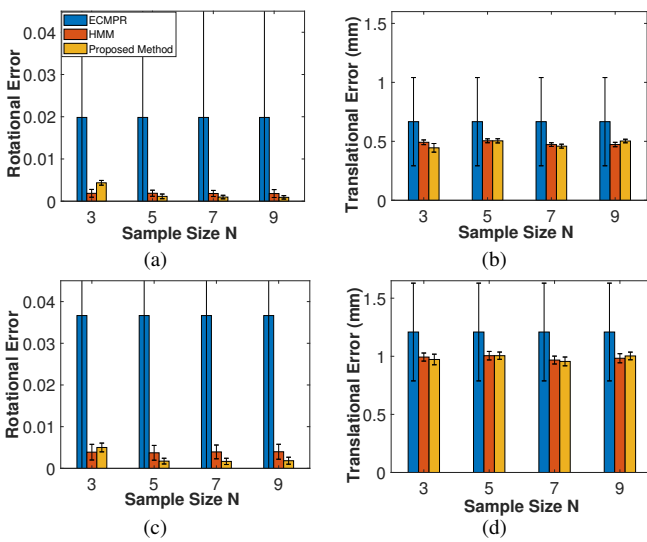 ECMPR
HMM
Proposed Method
Rotational Error
0.04
0.03
0.02
0.01
0
3 5 7 9
Sample Size N
(a)
Translational Error (mm)
1.5
1
0.5
0
3 5 7 9
Sample Size N
(b)
Rotational Error
0.04
0.03
0.02
0.01
0
3 5 7 9
Sample Size N
(c)
Translational Error (mm)
1.5
1
0.5
0
3 5 7 9
Sample Size N
(d)